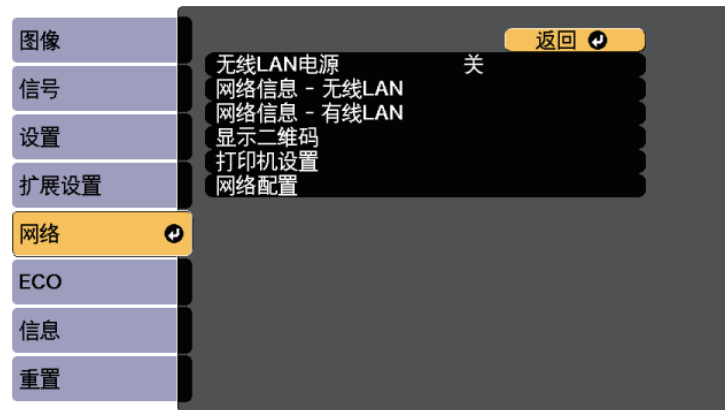 图像
信号
设置
扩展设置
网络
ECO
信息
重置
返回
无线LAN电源 关
网络信息 - 无线LAN
网络信息 - 有线LAN
显示二维码
打印机设置
网络配置